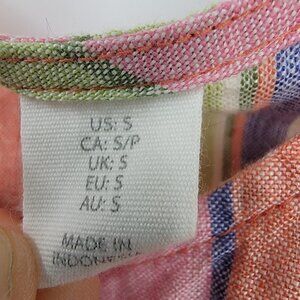 US: S
CA: S/P
UK: S
EU: S
AU: S
MADE IN
INDONESIA